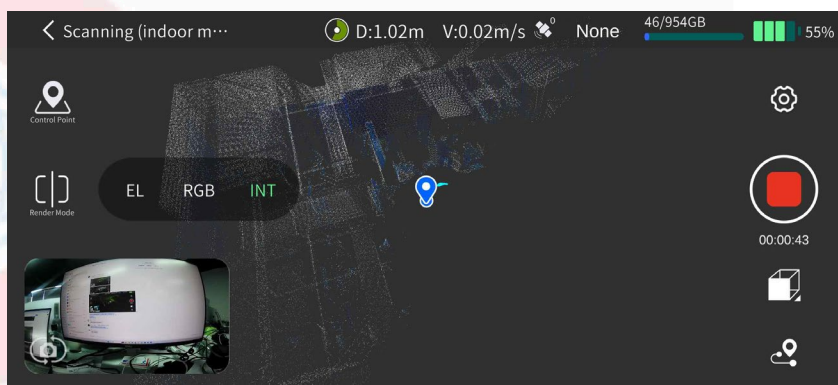 Scanning (indoor m···
D:1.02m
V:0.02m/s
0
None
46/954GB
55%
Control Point
EL
RGB
INT
Render Mode
00:00:43